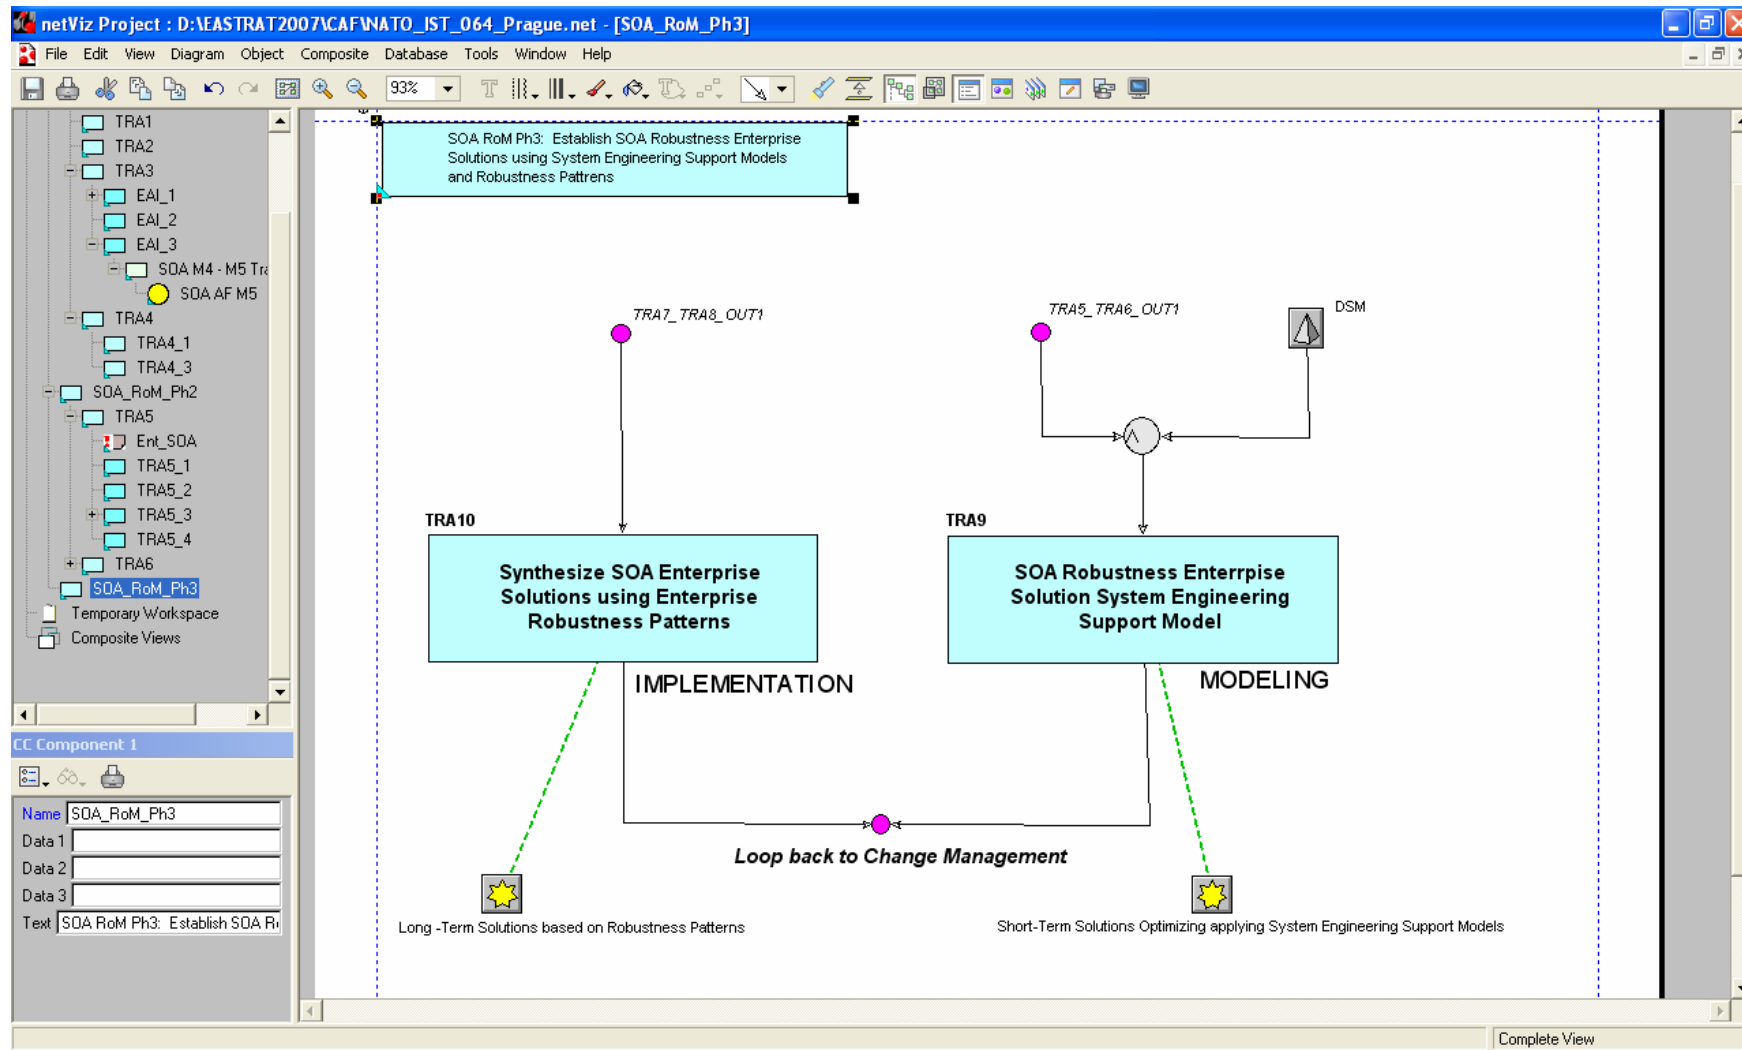 netViz Project : D:\EASTRAT2007\CAF\NATO_IST_064_Prague.net - [SOA_RoM_Ph3]
File Edit View Diagram Object Composite Database Tools Window Help
93%
TRA1
TRA2
TRA3
EAI_1
EAI_2
EAI_3
SOA M4 - M5 Tra
SOA AF M5
TRA4
TRA4_1
TRA4_3
SOA_RoM_Ph2
TRA5
Ent_SOA
TRA5_1
TRA5_2
TRA5_3
TRA5_4
TRA6
SOA_RoM_Ph3
Temporary Workspace
Composite Views
CC Component 1
Name SOA_RoM_Ph3
Data 1
Data 2
Data 3
Text SOA RoM Ph3: Establish SOA R
SOA RoM Ph3: Establish SOA Robustness Enterprise
Solutions using System Engineering Support Models
and Robustness Pattrens
TRA7_TRA8_OUT1
TRA5_TRA6_OUT1
DSM
TRA10
Synthesize SOA Enterprise
Solutions using Enterprise
Robustness Patterns
IMPLEMENTATION
TRA9
SOA Robustness Enterrpise
Solution System Engineering
Support Model
MODELING
Loop back to Change Management
Long -Term Solutions based on Robustness Patterns
Short-Term Solutions Optimizing applying System Engineering Support Models
Complete View